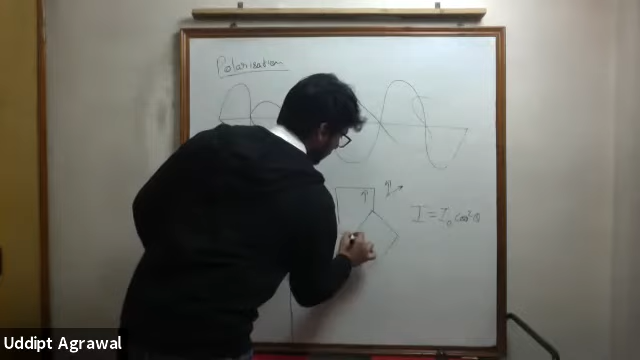 Polarisation
I = I₀ cos²θ
Uddipt Agrawal